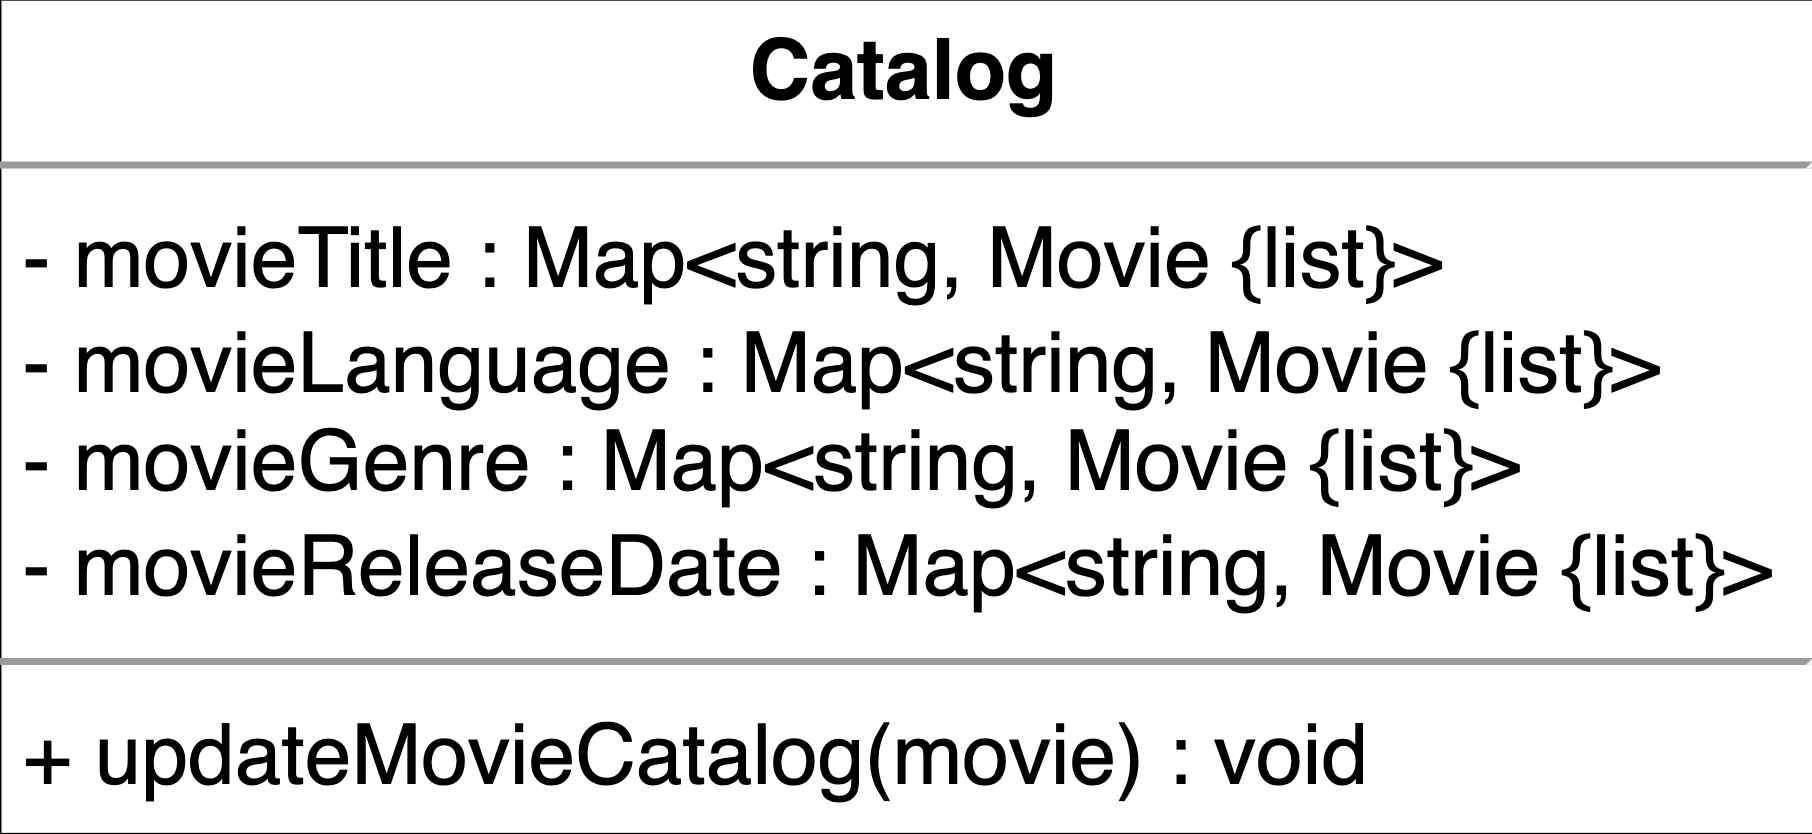 Catalog
- movieTitle : Map<string, Movie {list}>
- movieLanguage : Map<string, Movie {list}>
- movieGenre : Map<string, Movie {list}>
- movieReleaseDate : Map<string, Movie {list}>
+ updateMovieCatalog(movie) : void